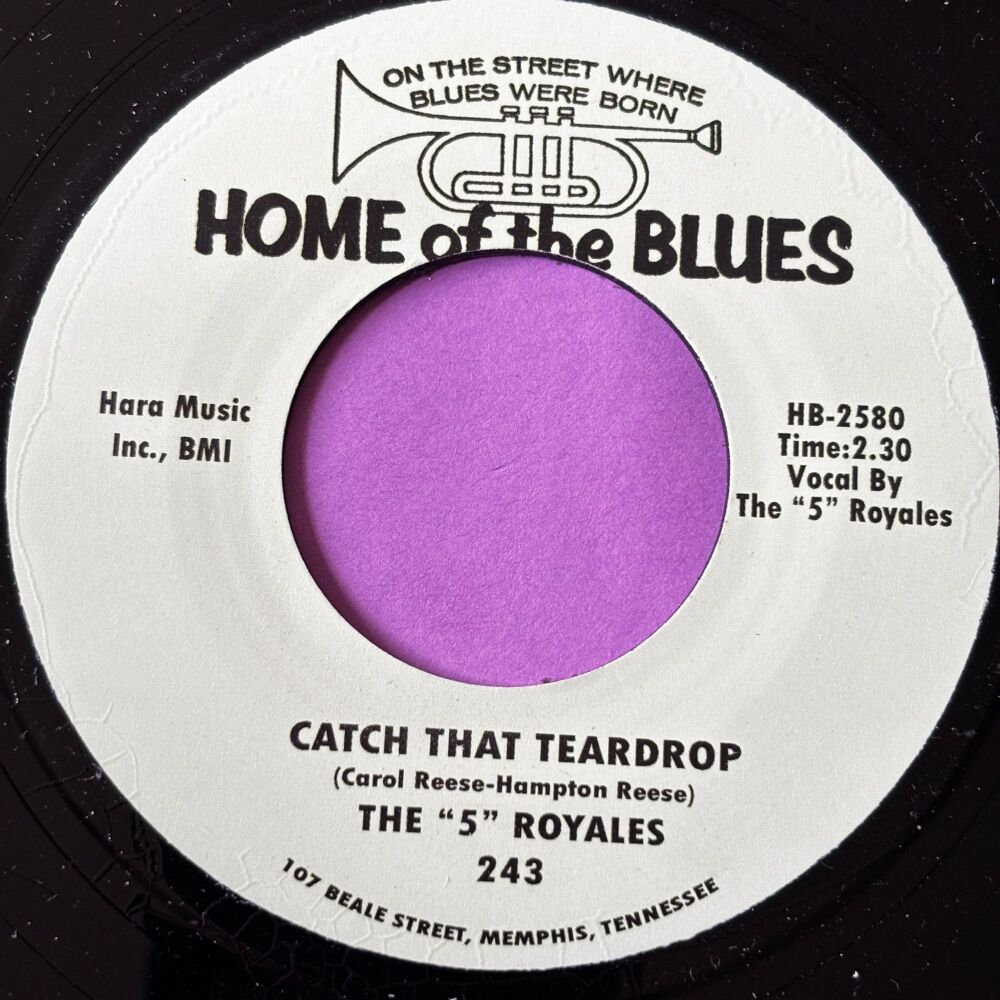 ON THE STREET WHERE
BLUES WERE BORN
HOME of the BLUES
Hara Music
Inc., BMI
HB-2580
Time:2.30
Vocal By
The “5” Royales
CATCH THAT TEARDROP
(Carol Reese-Hampton Reese)
THE “5” ROYALES
243
107 BEALE STREET, MEMPHIS, TENNESSEE